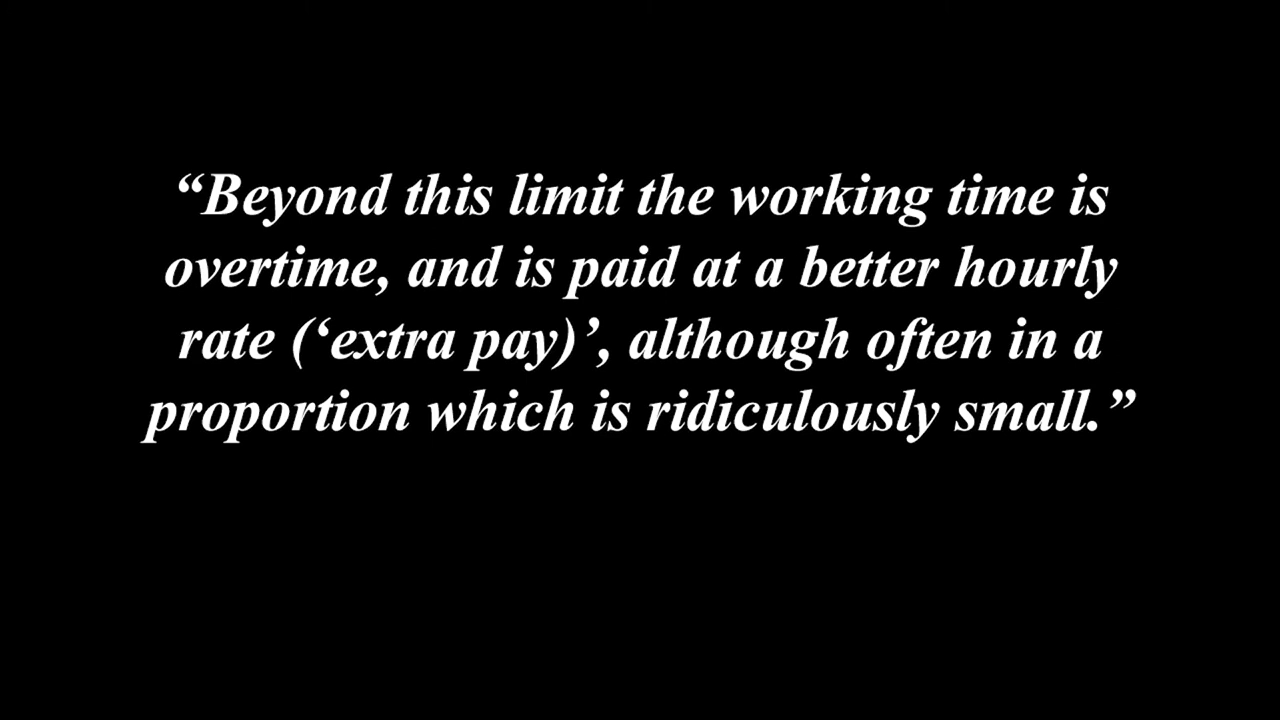 “Beyond this limit the working time is
overtime, and is paid at a better hourly
rate (‘extra pay)’, although often in a
proportion which is ridiculously small.”